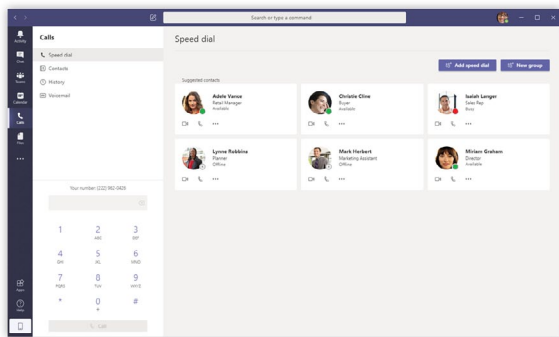 Search or type a command
Activity
Chat
Teams
Calendar
Calls
Files
Apps
Help
Calls
Speed dial
Contacts
History
Voicemail
Your number: (232) 982-0426
1
2
ABC
3
DEF
4
GHI
5
JKL
6
MNO
7
PQRS
8
TUV
9
WXYZ
*
0
+
#
Call
Speed dial
Add speed dial
New group
Suggested contacts
Adele Vance
Retail Manager
Available
Christie Cline
Buyer
Available
Isaiah Langer
Sales Rep
Busy
Lynne Robbins
Planner
Offline
Mark Herbert
Marketing Assistant
Offline
Miriam Graham
Director
Available